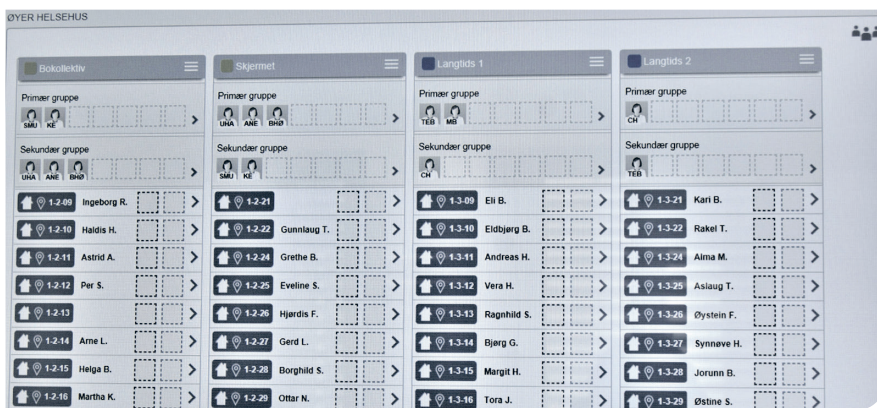 ØYER HELSEHUS
Bokollektiv
Primær gruppe
SMU KE
Sekundær gruppe
UHA ANE BHØ
1-2-09 Ingeborg R.
1-2-10 Haldis H.
1-2-11 Astrid A.
1-2-12 Per S.
1-2-13
1-2-14 Arne L.
1-2-15 Helga B.
1-2-16 Martha K.
Skjermet
Primær gruppe
UHA ANE BHØ
Sekundær gruppe
SMU KE
1-2-21
1-2-22 Gunnlaug T.
1-2-24 Grethe B.
1-2-25 Eveline S.
1-2-26 Hjørdis F.
1-2-27 Gerd L.
1-2-28 Borghild S.
1-2-29 Ottar N.
Langtids 1
Primær gruppe
TEB MB
Sekundær gruppe
CH
1-3-09 Eli B.
1-3-10 Eldbjørg B.
1-3-11 Andreas H.
1-3-12 Vera H.
1-3-13 Ragnhild S.
1-3-14 Bjørg G.
1-3-15 Margit H.
1-3-16 Tora J.
Langtids 2
Primær gruppe
CH
Sekundær gruppe
TEB
1-3-21 Kari B.
1-3-22 Rakel T.
1-3-24 Alma M.
1-3-25 Aslaug T.
1-3-26 Øystein F.
1-3-27 Synnøve H.
1-3-28 Jorunn B.
1-3-29 Østine S.